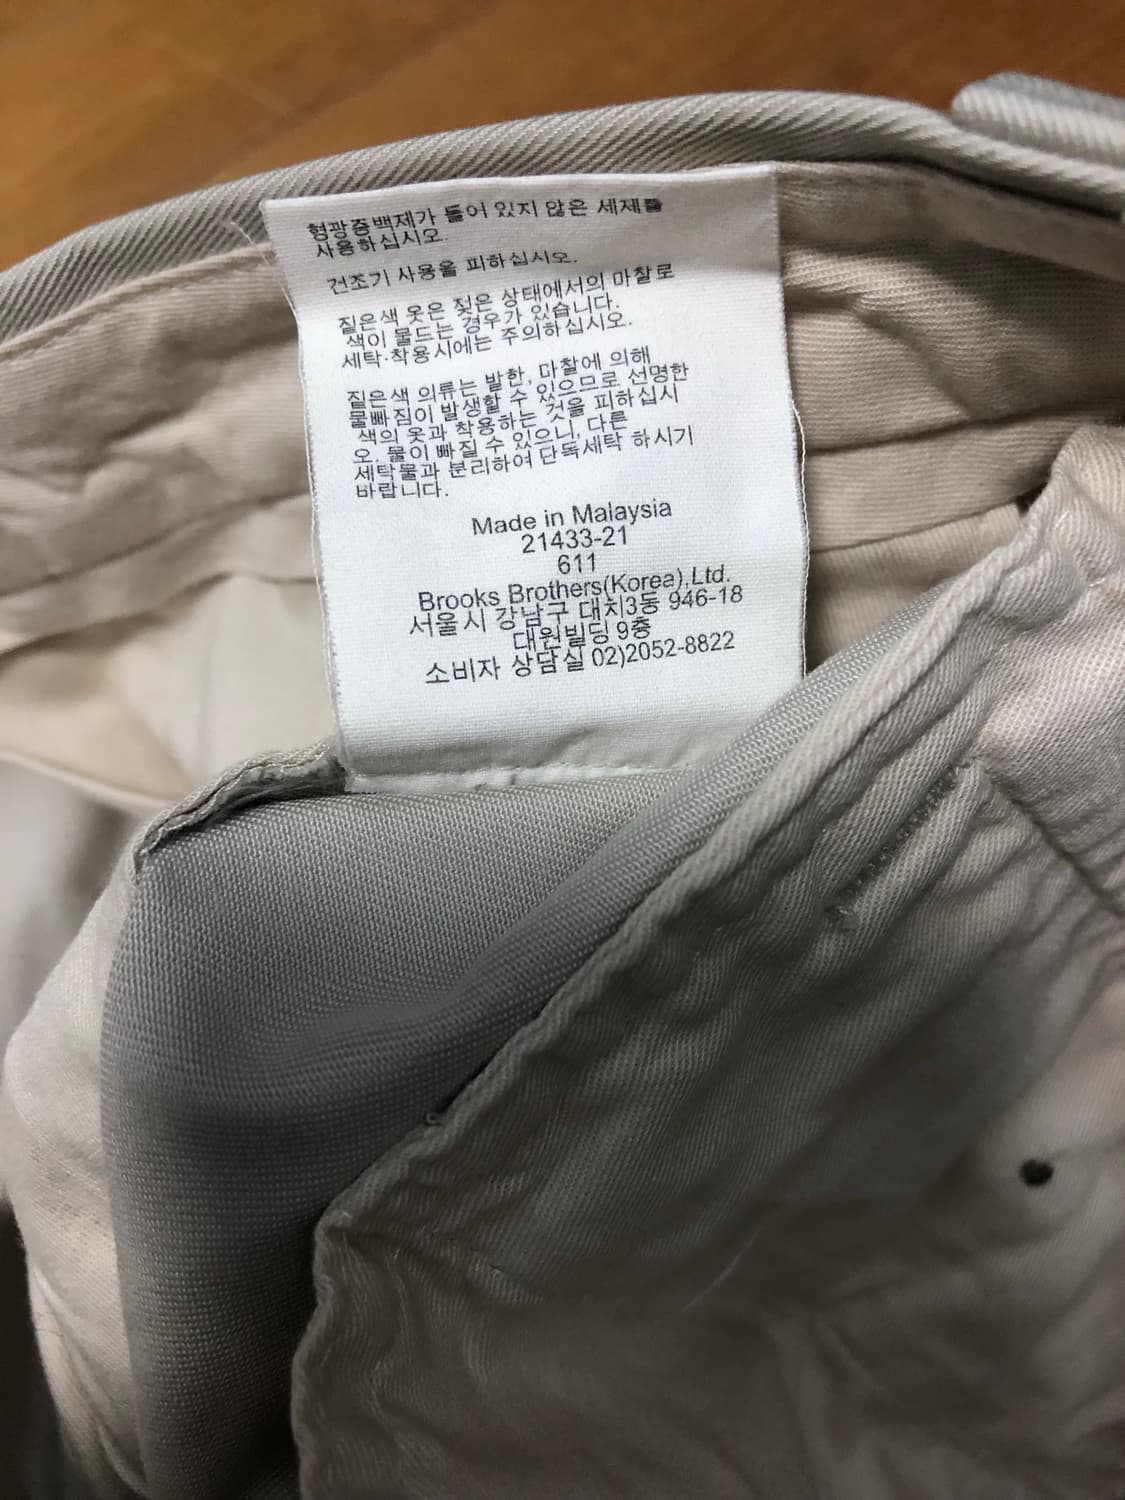 형광증백제가 들어 있지 않은 세제를
사용하십시오.
건조기 사용을 피하십시오.
짙은색 옷은 젖은 상태에서의 마찰로
색이 물드는 경우가 있습니다.
세탁·착용시에는 주의하십시오.
짙은색 의류는 발한, 마찰에 의해
물빠짐이 발생할 수 있으므로 선명한
색의 옷과 착용하는 것을 피하십시
오. 물이 빠질 수 있으니, 다른
세탁물과 분리하여 단독세탁 하시기
바랍니다.
Made in Malaysia
21433-21
611
Brooks Brothers(Korea),Ltd.
서울시 강남구 대치3동 946-18
대원빌딩 9층
소비자 상담실 02)2052-8822